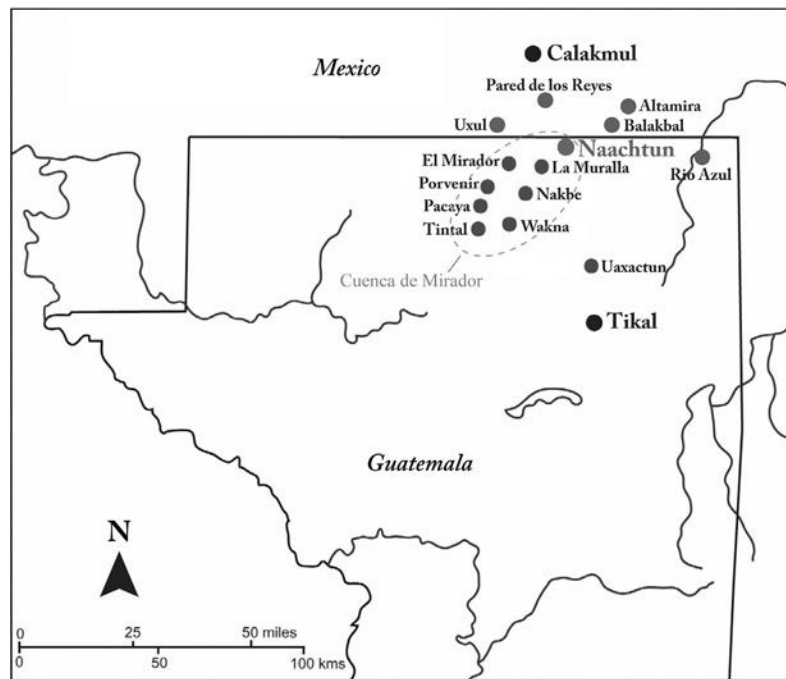 Calakmul
Mexico
Pared de los Reyes
Altamira
Uxul
Balakbal
Naachtun
El Mirador
La Muralla
Rio Azul
Porvenir
Nakbe
Pacaya
Tintal
Wakna
Uaxactun
Cuenca de Mirador
Tikal
Guatemala
N
0 25 50 miles
0 50 100 kms